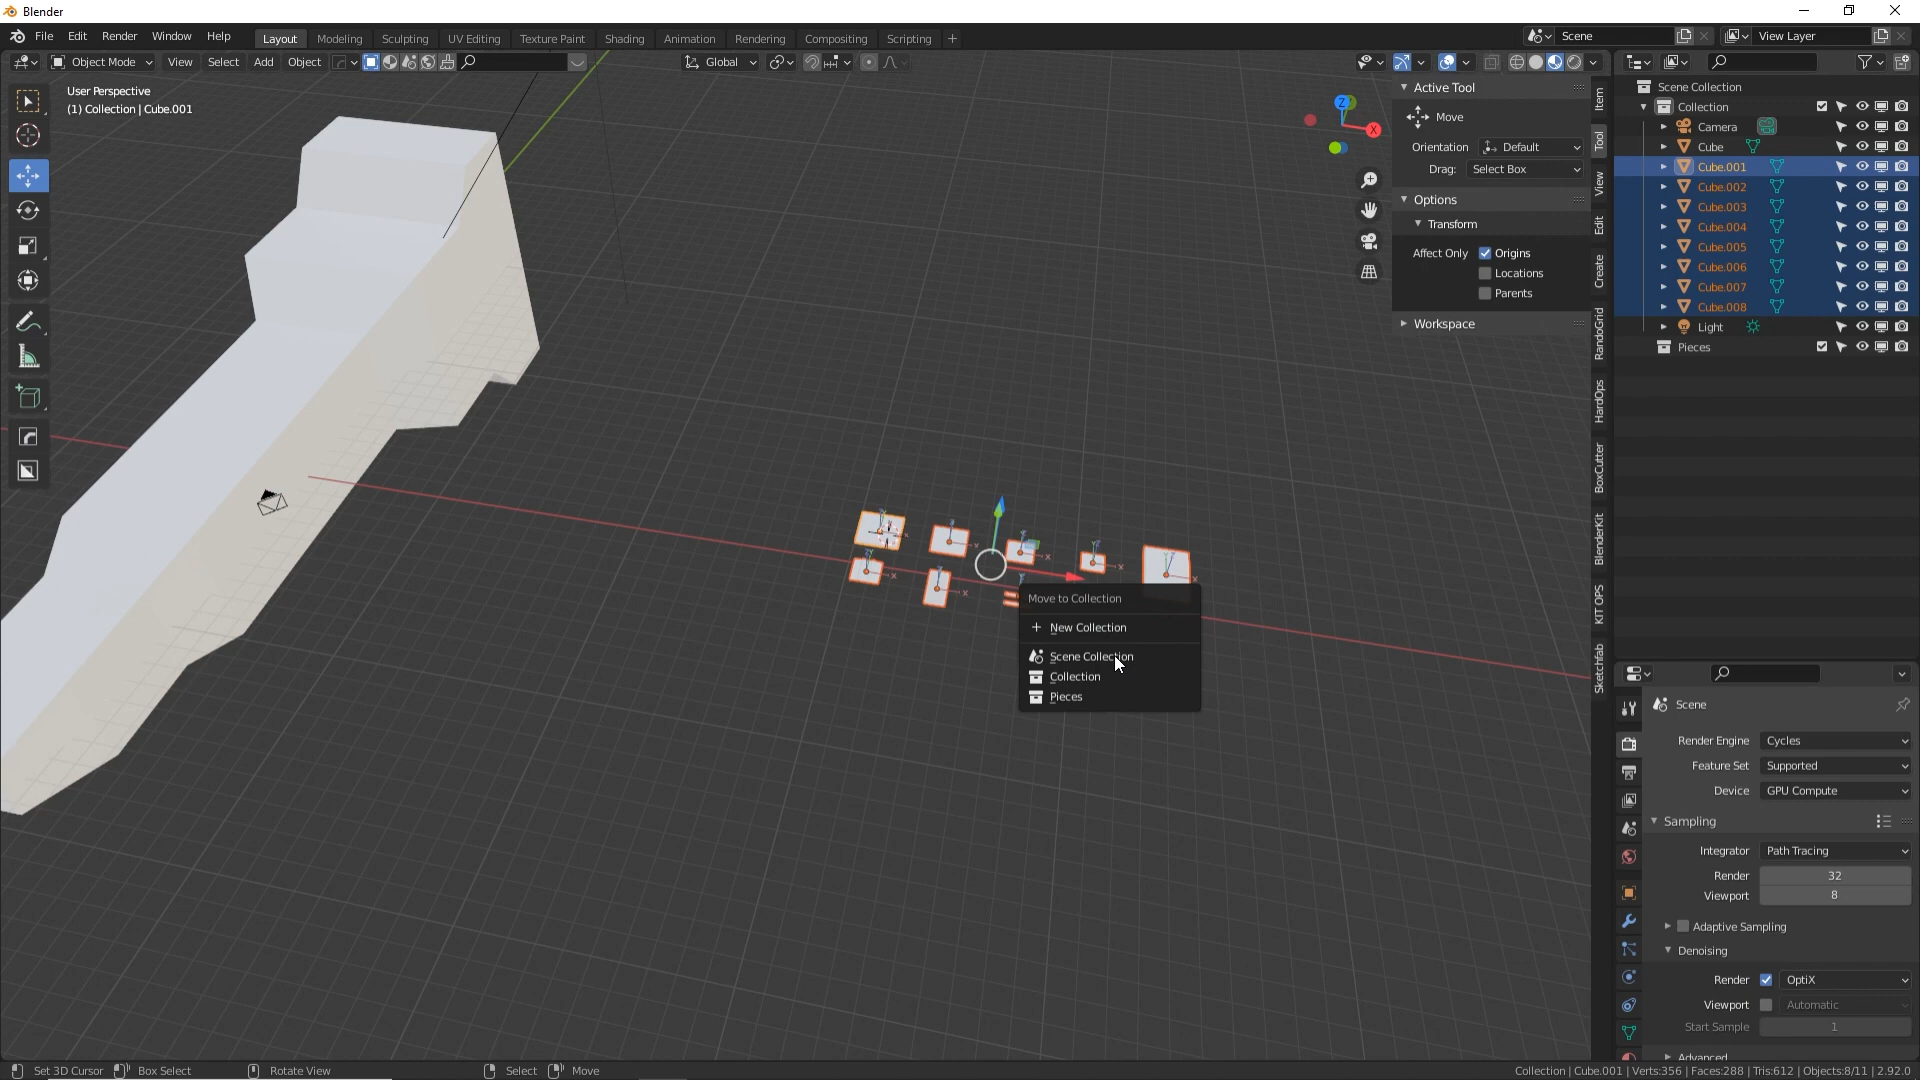 Blender
File Edit Render Window Help Layout Modeling Sculpting UV Editing Texture Paint Shading Animation Rendering Compositing Scripting + Scene View Layer
Object Mode View Select Add Object Global
User Perspective
(1) Collection | Cube.001
Z
X
Active Tool
Move
Orientation Default
Drag: Select Box
Options
Transform
Affect Only Origins
Locations
Parents
Workspace
Item
Tool
View
Edit
Create
RandoGrid
HardOps
BoxCutter
BlenderKit
KIT OPS
Sketchfab
Scene Collection
Collection
Camera
Cube
Cube.001
Cube.002
Cube.003
Cube.004
Cube.005
Cube.006
Cube.007
Cube.008
Light
Pieces
Move to Collection
New Collection
Scene Collection
Collection
Pieces
Scene
Render Engine Cycles
Feature Set Supported
Device GPU Compute
Sampling
Integrator Path Tracing
Render 32
Viewport 8
Adaptive Sampling
Denoising
Render OptiX
Viewport Automatic
Start Sample 1
Advanced
Set 3D Cursor Box Select Rotate View Select Move Collection | Cube.001 | Verts:356 | Faces:288 | Tris:612 | Objects:8/11 | 2.92.0